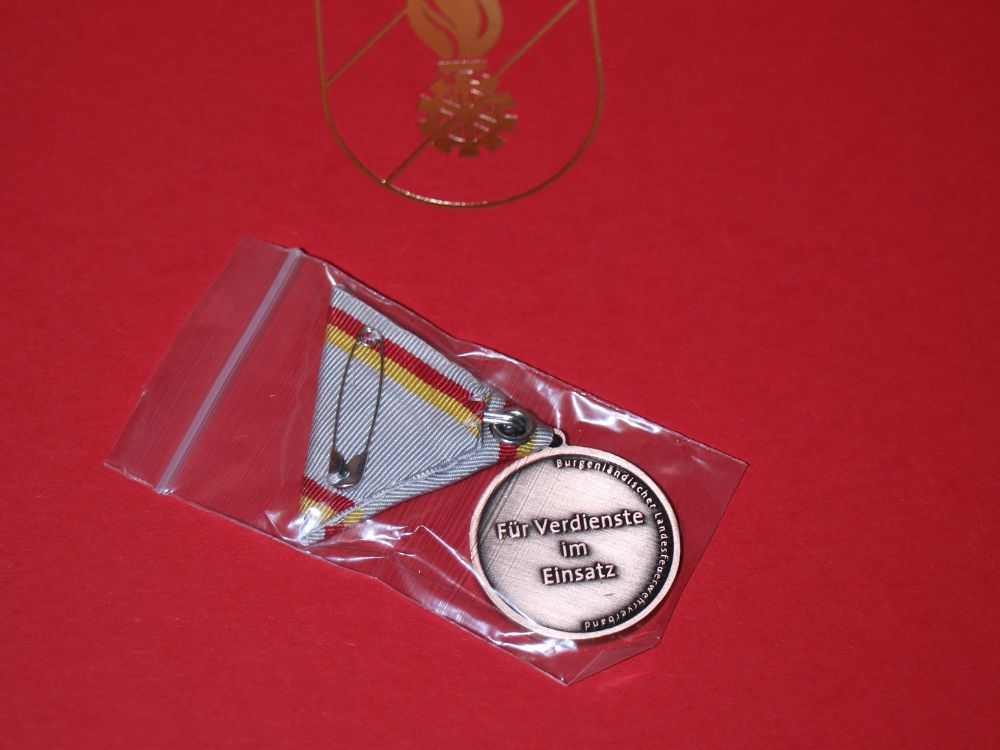 Burgenländischer Landesfeuerwehrverband
Für Verdienste
im
Einsatz